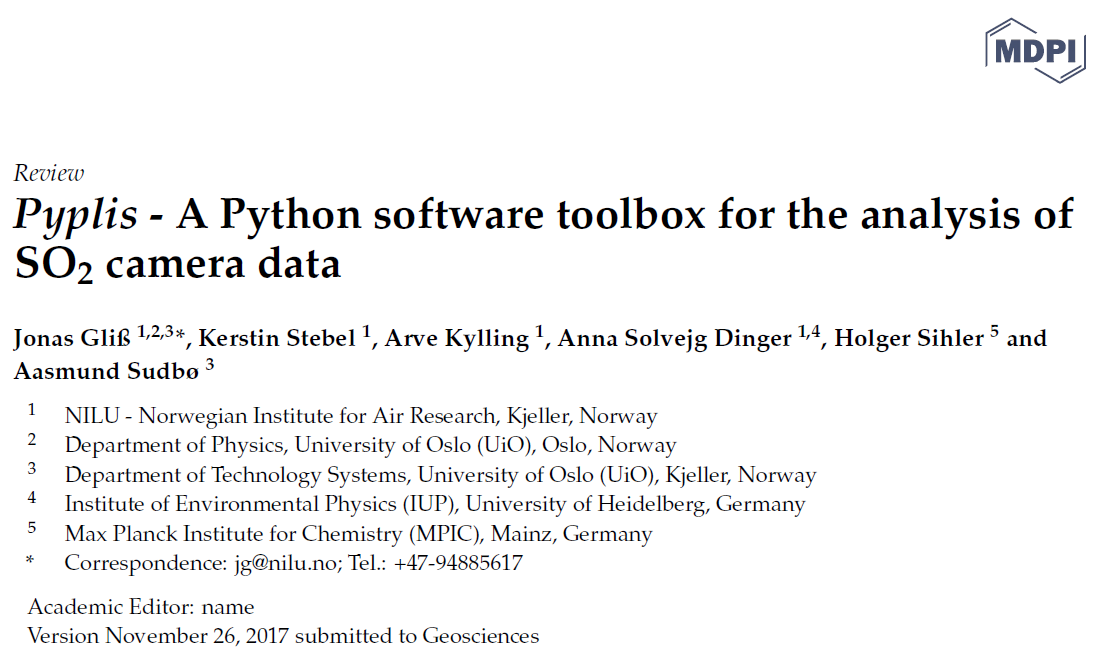 MDPI
Review
Pyplis - A Python software toolbox for the analysis of
SO₂ camera data
Jonas Gliß ¹,²,³*, Kerstin Stebel ¹, Arve Kylling ¹, Anna Solvejg Dinger ¹,⁴, Holger Sihler ⁵ and
Aasmund Sudbø ³
¹ NILU - Norwegian Institute for Air Research, Kjeller, Norway
² Department of Physics, University of Oslo (UiO), Oslo, Norway
³ Department of Technology Systems, University of Oslo (UiO), Kjeller, Norway
⁴ Institute of Environmental Physics (IUP), University of Heidelberg, Germany
⁵ Max Planck Institute for Chemistry (MPIC), Mainz, Germany
* Correspondence: jg@nilu.no; Tel.: +47-94885617
Academic Editor: name
Version November 26, 2017 submitted to Geosciences